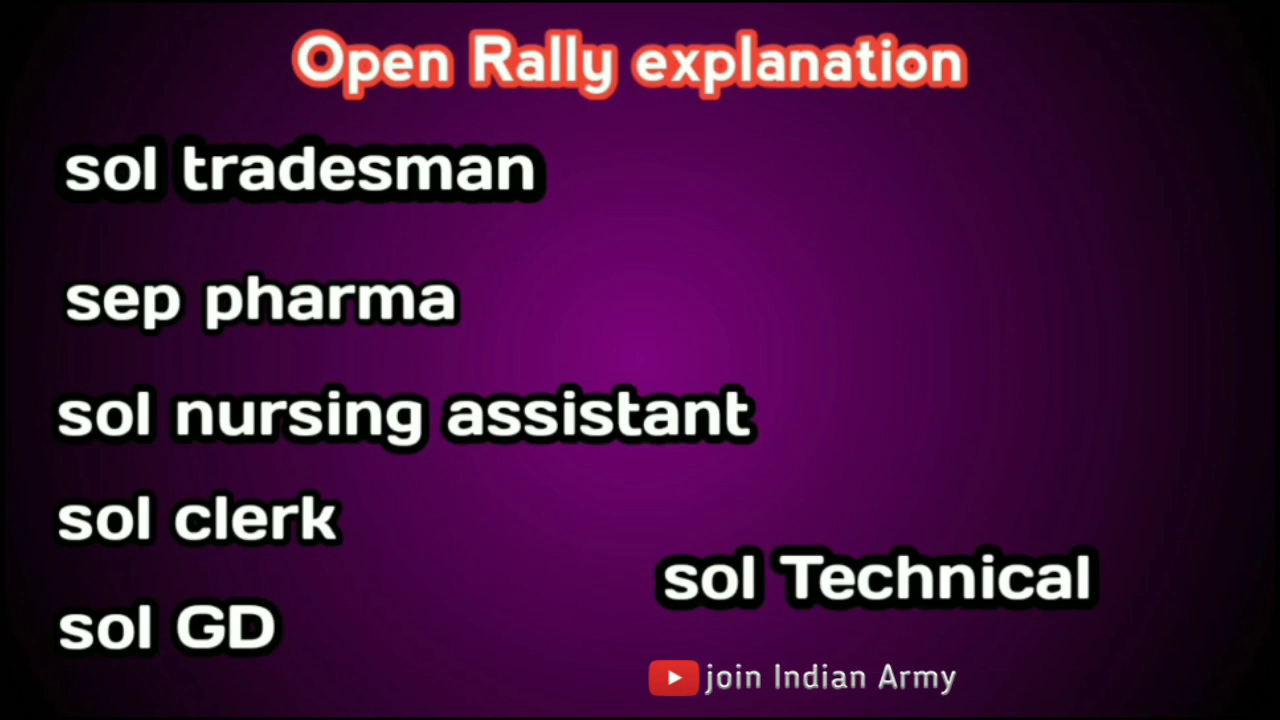 Open Rally explanation
sol tradesman
sep pharma
sol nursing assistant
sol clerk
sol Technical
sol GD
join Indian Army